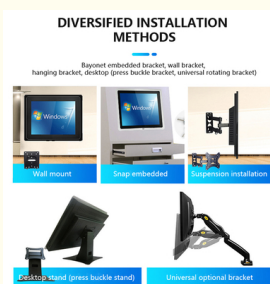 DIVERSIFIED INSTALLATION
METHODS
Bayonet embedded bracket, wall bracket,
hanging bracket, desktop (press buckle bracket, universal rotating bracket)
Windows
Windows
Wall mount
Snap-embedded
Suspension installation
Desktop stand (press buckle stand)
Universal optional bracket